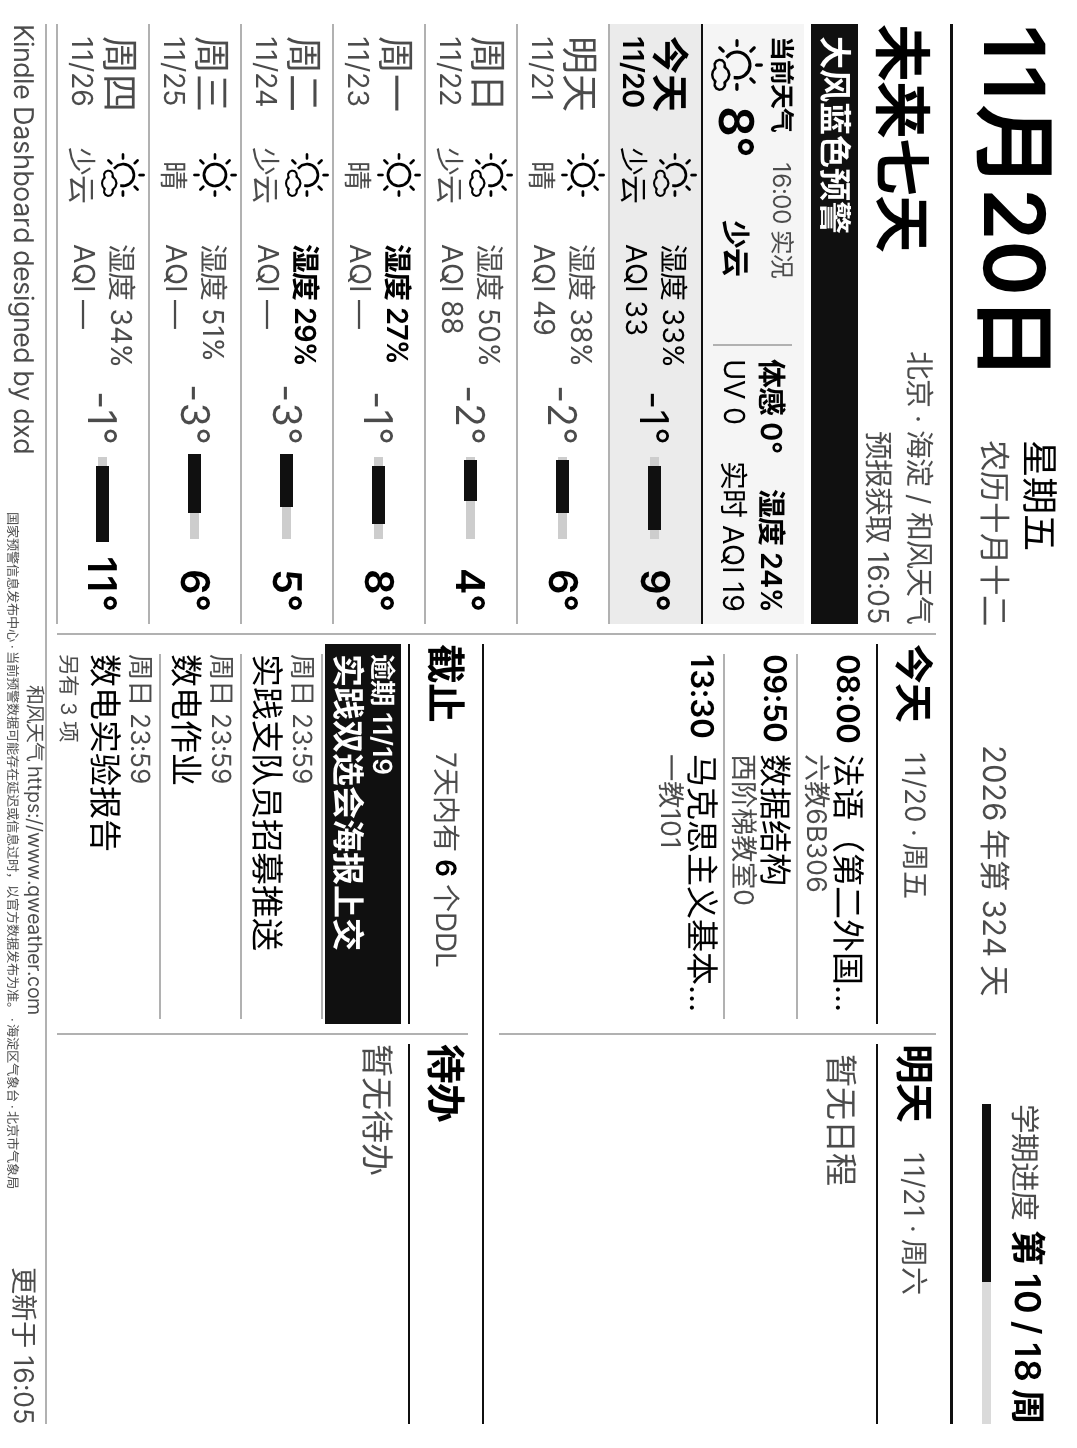 11月20日
星期五
农历十月十二
2026 年第 324 天
学期进度 第 10 / 18 周
未来七天
北京 · 海淀 / 和风天气
预报获取 16:05
大风蓝色预警
当前天气 16:00 实况
8° 少云
体感 0° 湿度 24%
UV 0 实时 AQI 19
今天 11/20 少云 湿度 33% AQI 33 -1° 9°
明天 11/21 晴 湿度 38% AQI 49 -2° 6°
周日 11/22 少云 湿度 50% AQI 88 -2° 4°
周一 11/23 晴 湿度 27% AQI — -1° 8°
周二 11/24 少云 湿度 29% AQI — -3° 5°
周三 11/25 晴 湿度 51% AQI — -3° 6°
周四 11/26 少云 湿度 34% AQI — -1° 11°
今天 11/20 · 周五
08:00 法语（第二外国…
六教6B306
09:50 数据结构
西阶梯教室0
13:30 马克思主义基本…
一教101
明天 11/21 · 周六
暂无日程
截止 7天内有 6 个DDL
逾期 11/19
实践双选会海报上交
周日 23:59
实践支队员招募推送
周日 23:59
数电作业
周日 23:59
数电实验报告
另有 3 项
待办
暂无待办
Kindle Dashboard designed by dxd
和风天气 https://www.qweather.com
国家预警信息发布中心 · 当前预警数据可能存在延迟或信息过时，以官方数据发布为准。 · 海淀区气象台 · 北京市气象局
更新于 16:05